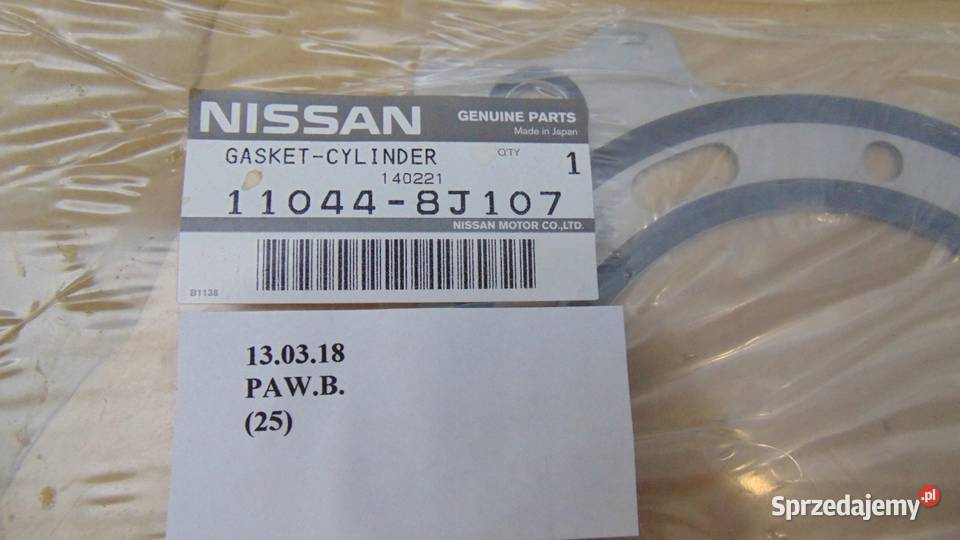 NISSAN
GENUINE PARTS
Made in Japan
GASKET-CYLINDER
Q'TY
1
140221
11044-8J107
NISSAN MOTOR CO.,LTD.
B1138
13.03.18
PAW.B.
(25)
Sprzedajemy.pl